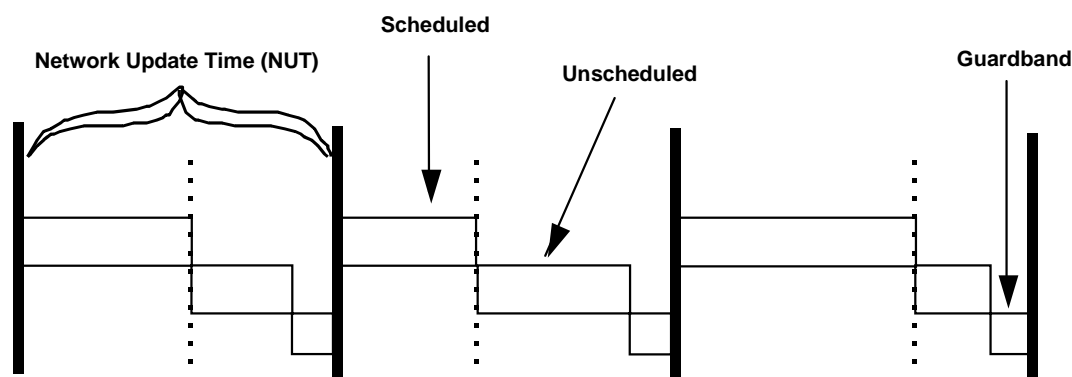 Scheduled
Network Update Time (NUT)
Unscheduled
Guardband